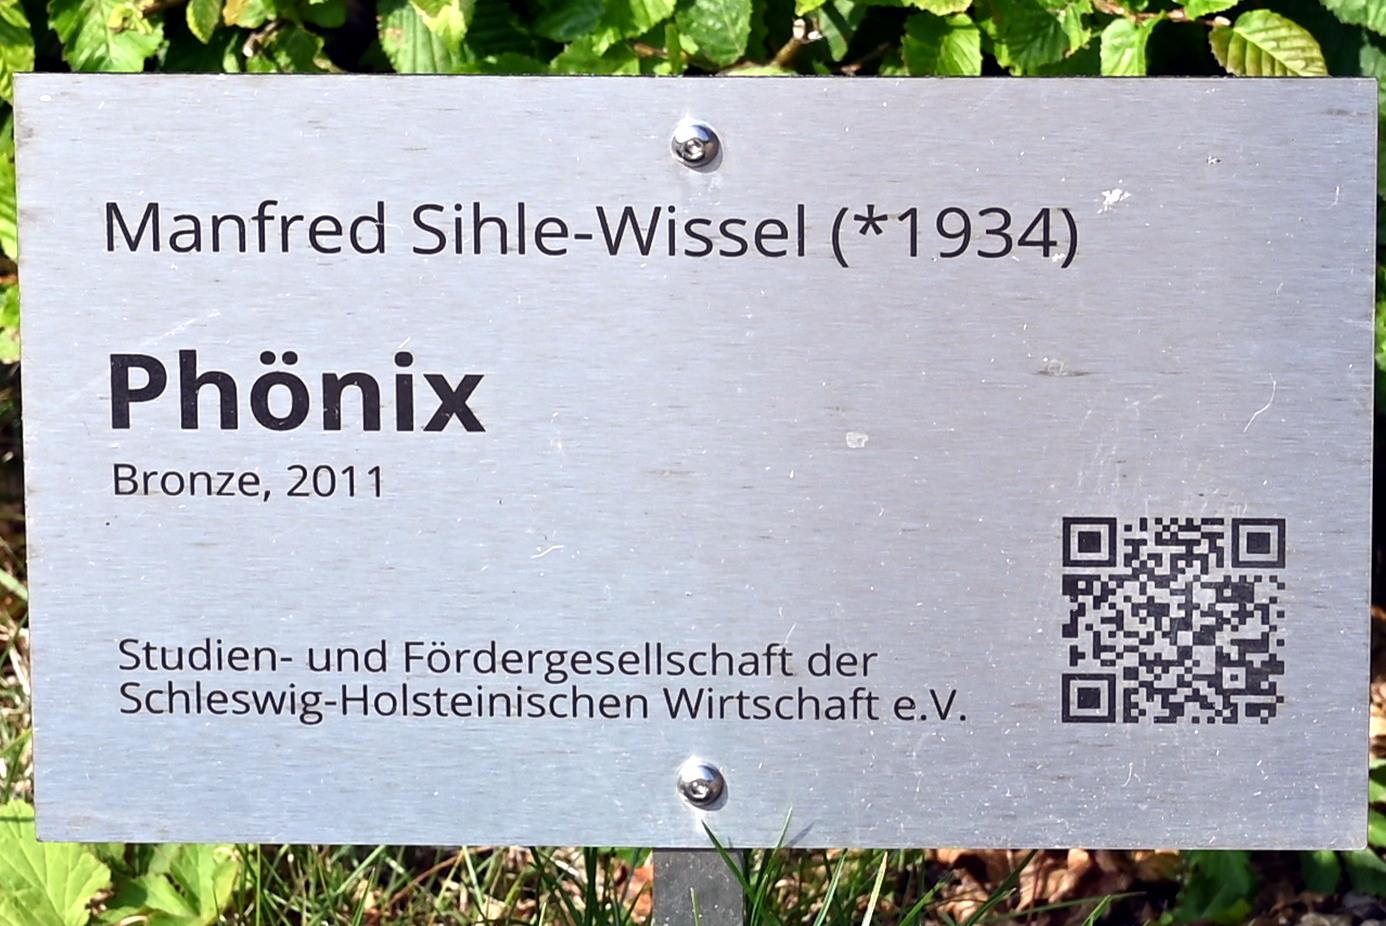 Manfred Sihle-Wissel (*1934)
Phönix
Bronze, 2011
Studien- und Fördergesellschaft der
Schleswig-Holsteinischen Wirtschaft e.V.